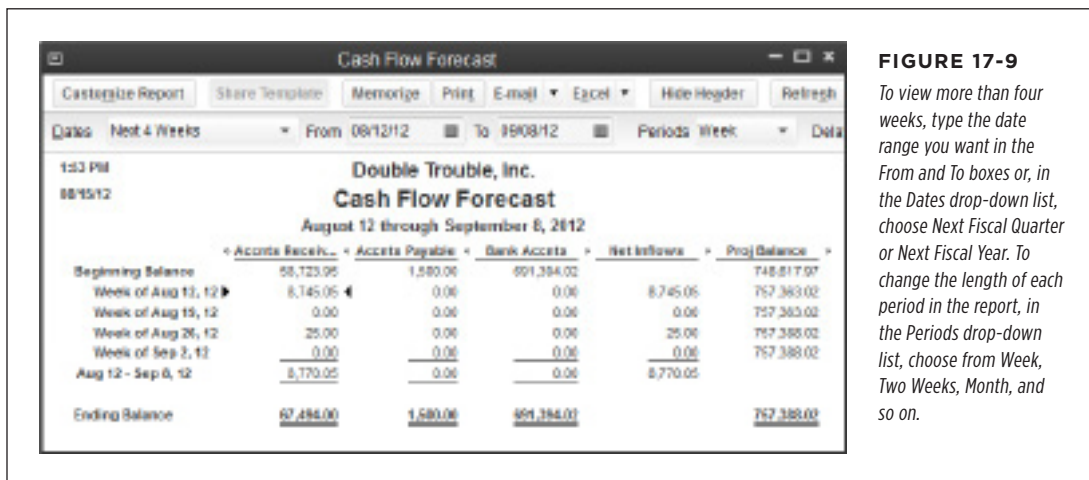 Cash Flow Forecast
Customize Report Share Template Memorize Print E-mail Excel Hide Header Refresh
Dates Next 4 Weeks From 08/12/12 To 09/08/12 Periods Week Dela
1:53 PM
08/15/12
Double Trouble, Inc.
Cash Flow Forecast
August 12 through September 8, 2012
Accnts Receiv... Accnts Payable Bank Accnts Net Inflows Proj Balance
Beginning Balance 58,723.95 1,500.00 691,394.02 748,617.97
Week of Aug 12, 12 8,745.05 0.00 0.00 8,745.05 757,363.02
Week of Aug 19, 12 0.00 0.00 0.00 0.00 757,363.02
Week of Aug 26, 12 25.00 0.00 0.00 25.00 757,388.02
Week of Sep 2, 12 0.00 0.00 0.00 0.00 757,388.02
Aug 12 - Sep 8, 12 8,770.05 0.00 0.00 8,770.05
Ending Balance 67,494.00 1,500.00 691,394.02 757,388.02
FIGURE 17-9
To view more than four
weeks, type the date
range you want in the
From and To boxes or, in
the Dates drop-down list,
choose Next Fiscal Quarter
or Next Fiscal Year. To
change the length of each
period in the report, in
the Periods drop-down
list, choose from Week,
Two Weeks, Month, and
so on.